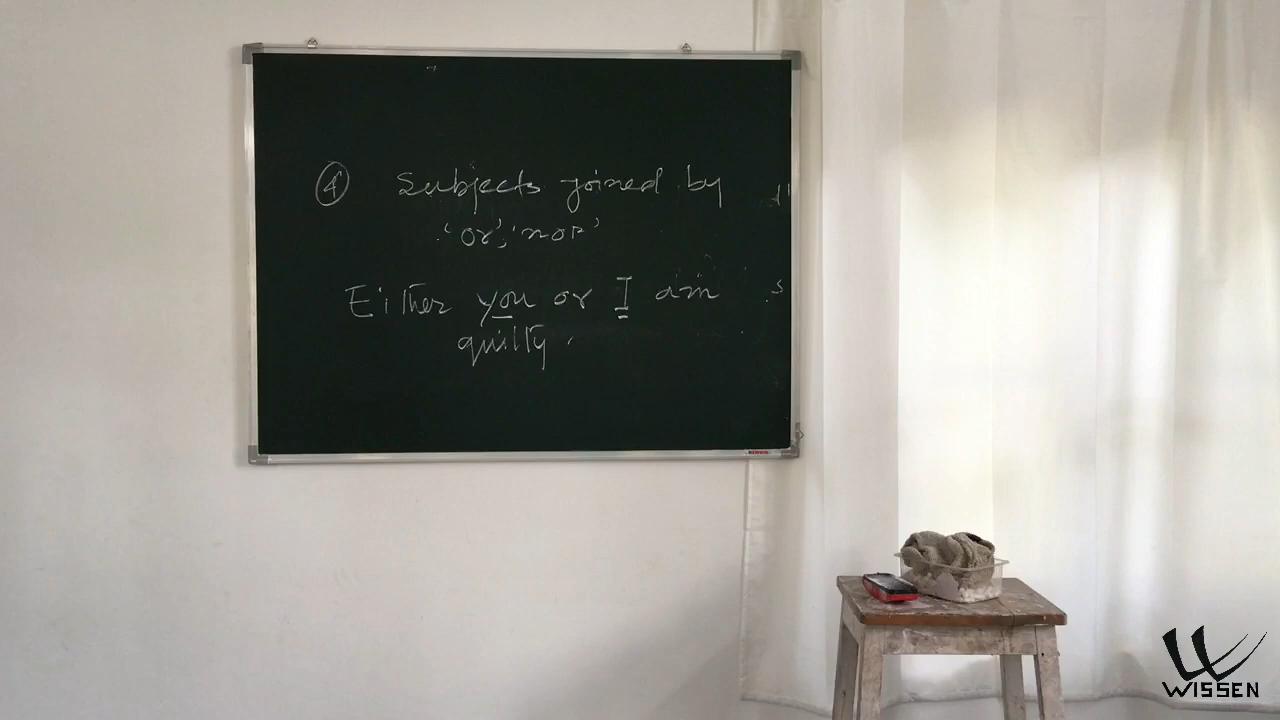 ④ Subjects joined by
'or', 'nor'
Either you or I am
guilty.
WISSEN